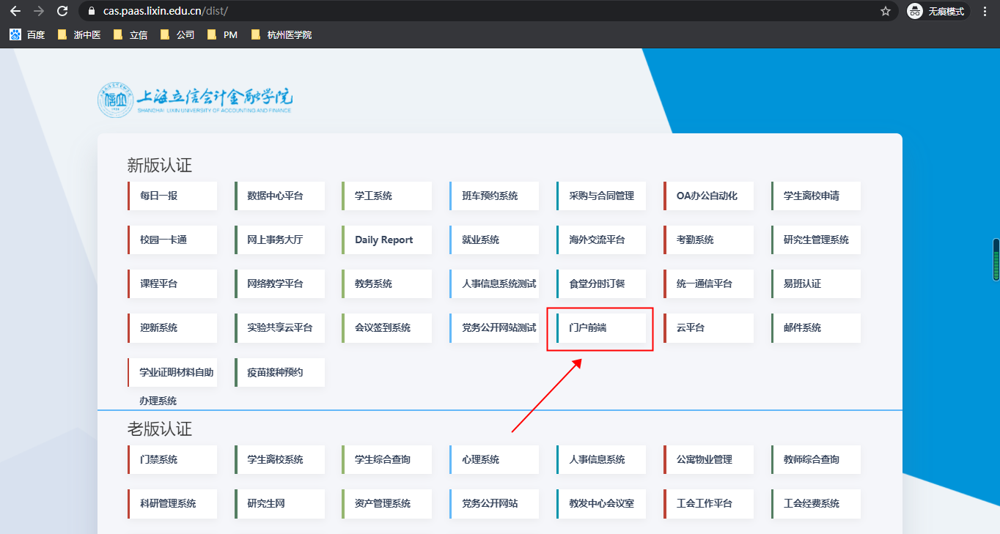 cas.paas.lixin.edu.cn/dist/
无痕模式
百度 浙中医 立信 公司 PM 杭州医学院
上海立信会计金融学院
SHANGHAI LIXIN UNIVERSITY OF ACCOUNTING AND FINANCE
新版认证
每日一报 数据中心平台 学工系统 班车预约系统 采购与合同管理 OA办公自动化 学生离校申请
校园一卡通 网上事务大厅 Daily Report 就业系统 海外交流平台 考勤系统 研究生管理系统
课程平台 网络教学平台 教务系统 人事信息系统测试 食堂分时订餐 统一通信平台 易班认证
迎新系统 实验共享云平台 会议签到系统 党务公开网站测试 门户前端 云平台 邮件系统
学业证明材料自助 疫苗接种预约
办理系统
老版认证
门禁系统 学生离校系统 学生综合查询 心理系统 人事信息系统 公寓物业管理 教师综合查询
科研管理系统 研究生网 资产管理系统 党务公开网站 教发中心会议室 工会工作平台 工会经费系统